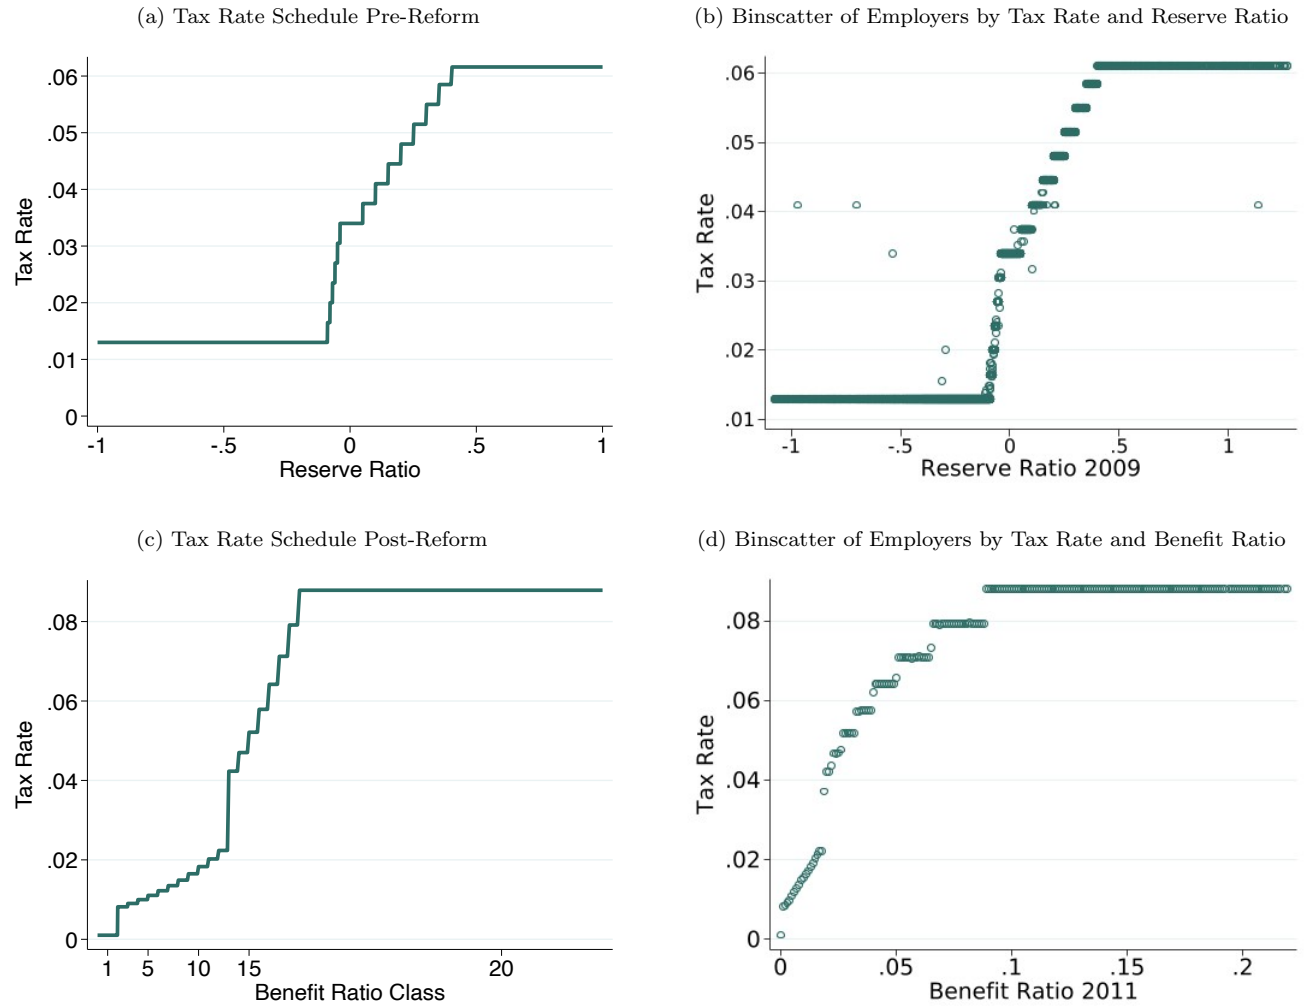 (a) Tax Rate Schedule Pre-Reform
Tax Rate
.06
.05
.04
.03
.02
.01
0
-1 -.5 0 .5 1
Reserve Ratio
(b) Binscatter of Employers by Tax Rate and Reserve Ratio
Tax Rate
.06
.05
.04
.03
.02
.01
-1 -.5 0 .5 1
Reserve Ratio 2009
(c) Tax Rate Schedule Post-Reform
Tax Rate
.08
.06
.04
.02
0
1 5 10 15 20
Benefit Ratio Class
(d) Binscatter of Employers by Tax Rate and Benefit Ratio
Tax Rate
.08
.06
.04
.02
0
0 .05 .1 .15 .2
Benefit Ratio 2011